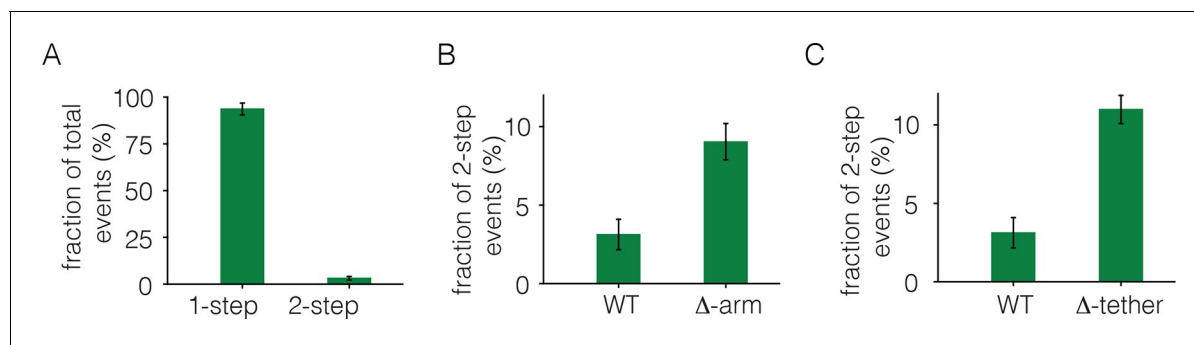 A
fraction of total
events (%)
100
75
50
25
0
1-step
2-step
B
fraction of 2-step
events (%)
10
5
0
WT
Δ-arm
C
fraction of 2-step
events (%)
10
5
0
WT
Δ-tether